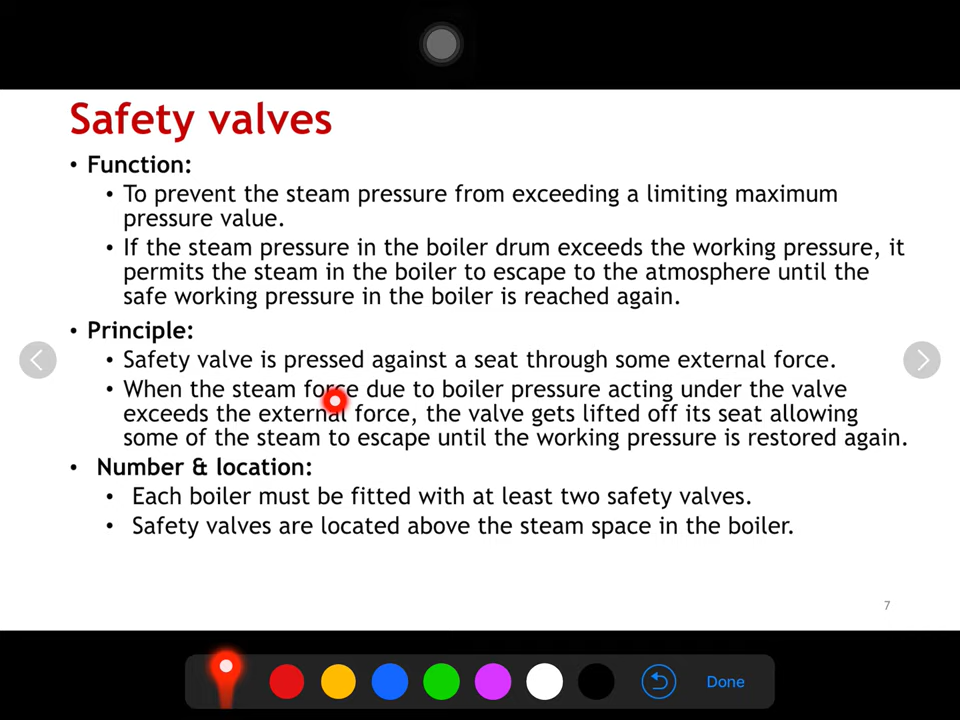 Safety valves
• Function:
• To prevent the steam pressure from exceeding a limiting maximum
pressure value.
• If the steam pressure in the boiler drum exceeds the working pressure, it
permits the steam in the boiler to escape to the atmosphere until the
safe working pressure in the boiler is reached again.
• Principle:
• Safety valve is pressed against a seat through some external force.
• When the steam force due to boiler pressure acting under the valve
exceeds the external force, the valve gets lifted off its seat allowing
some of the steam to escape until the working pressure is restored again.
• Number & location:
• Each boiler must be fitted with at least two safety valves.
• Safety valves are located above the steam space in the boiler.
7
Done